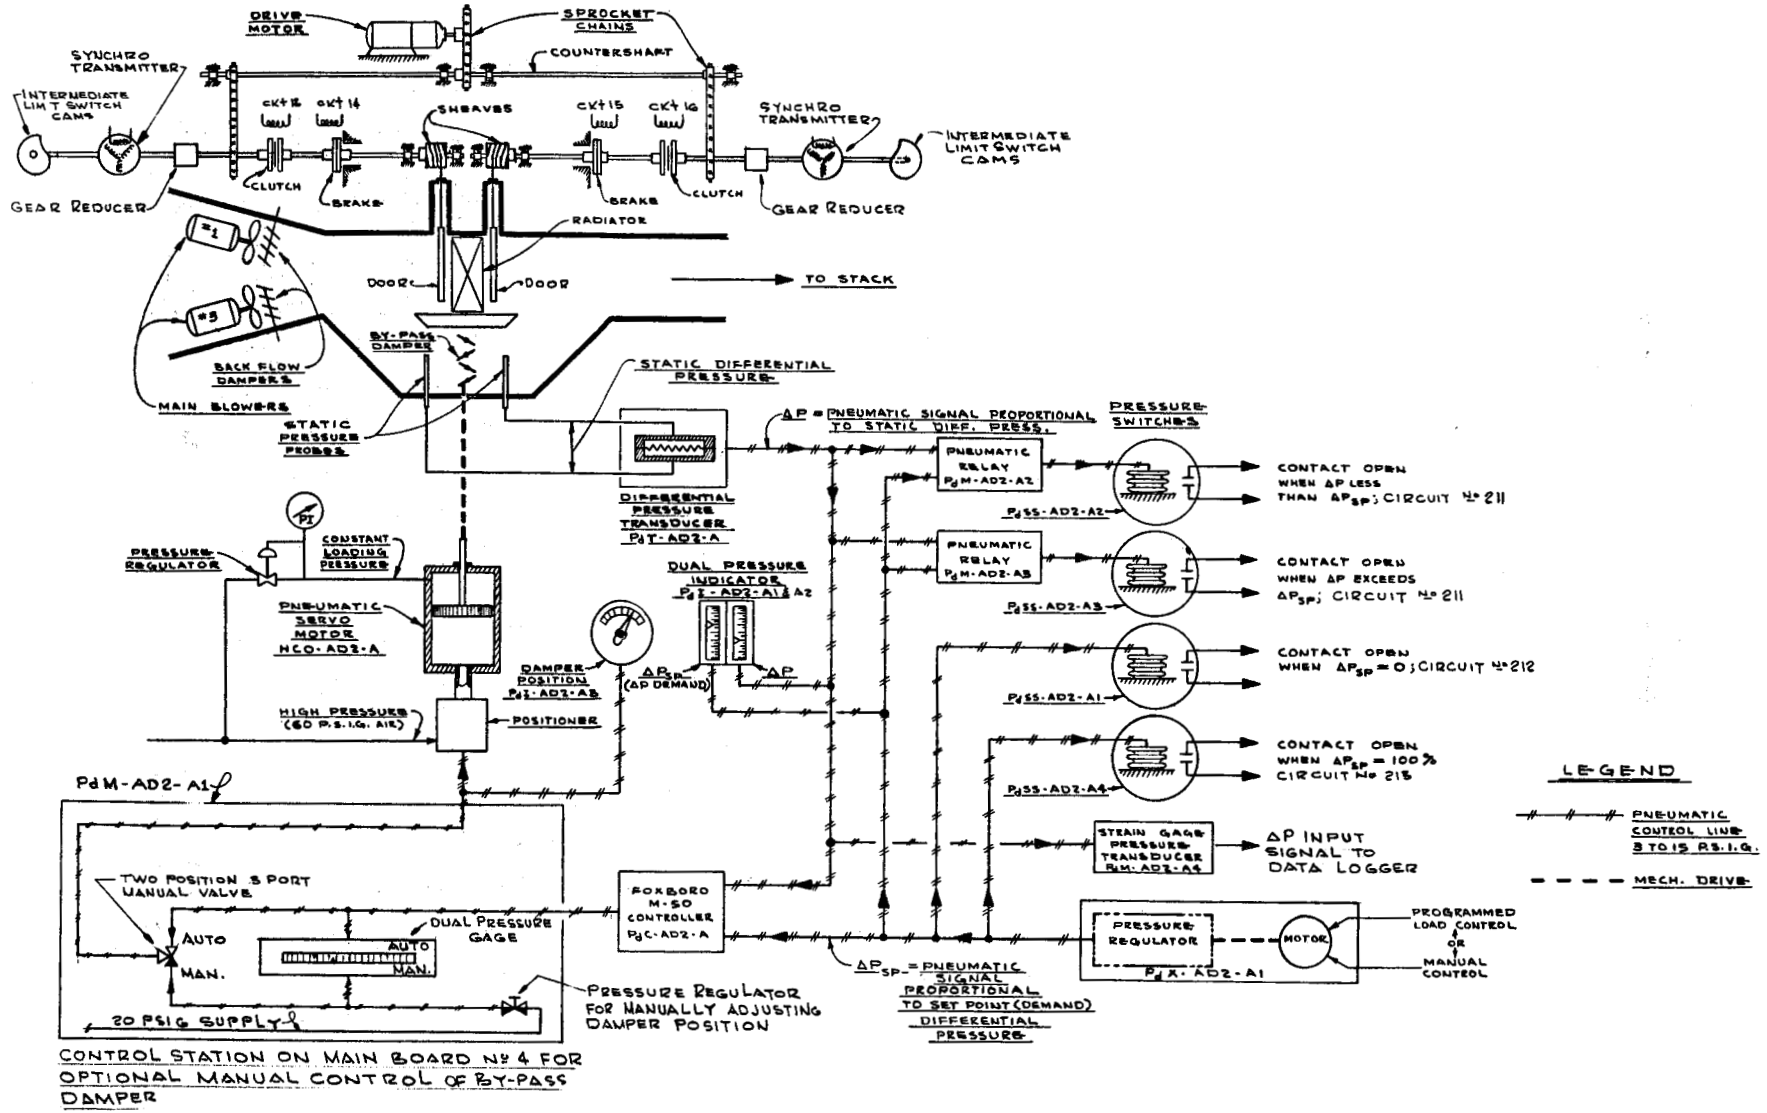 DRIVE
MOTOR
SPROCKET
CHAINS
COUNTERSHAFT
SYNCHRO
TRANSMITTER
INTERMEDIATE
LIMIT SWITCH
CAMS
CKT 14
SHEAVES
CKT 15
CKT 16
SYNCHRO
TRANSMITTER
INTERMEDIATE
LIMIT SWITCH
CAMS
CLUTCH
BRAKE
GEAR REDUCER
BRAKE
CLUTCH
GEAR REDUCER
RADIATOR
#1
DOOR
DOOR
TO STACK
#3
BY-PASS
DAMPER
BACK FLOW
DAMPERS
MAIN BLOWERS
STATIC
PRESSURE
PROBES
STATIC DIFFERENTIAL
PRESSURE
ΔP = PNEUMATIC SIGNAL PROPORTIONAL
TO STATIC DIFF. PRESS.
PRESSURE
SWITCHES
PNEUMATIC
RELAY
PdM-AD2-A2
CONTACT OPEN
WHEN ΔP LESS
THAN ΔPSP; CIRCUIT Nº 211
PdSS-AD2-A2
DIFFERENTIAL
PRESSURE
TRANSDUCER
PdT-AD2-A
PI
CONSTANT
LOADING
PRESSURE
PRESSURE
REGULATOR
PNEUMATIC
RELAY
PdM-AD2-A3
CONTACT OPEN
WHEN ΔP EXCEEDS
ΔPSP; CIRCUIT Nº 211
PdSS-AD2-A3
DUAL PRESSURE
INDICATOR
PdI-AD2-A1 & A2
PNEUMATIC
SERVO
MOTOR
HCO-AD2-A
DAMPER
POSITION
PdI-AD2-A3
ΔPSP
(ΔP DEMAND)
ΔP
CONTACT OPEN
WHEN ΔPSP = 0; CIRCUIT Nº 212
PdSS-AD2-A1
HIGH PRESSURE
(60 P.S.I.G. AIR)
POSITIONER
CONTACT OPEN
WHEN ΔPSP = 100%
CIRCUIT Nº 213
PdSS-AD2-A4
LEGEND
PNEUMATIC
CONTROL LINE
3 TO 15 P.S.I.G.
MECH. DRIVE
PdM-AD2-A1
STRAIN GAGE
PRESSURE
TRANSDUCER
PdM-AD2-A4
ΔP INPUT
SIGNAL TO
DATA LOGGER
TWO POSITION 3 PORT
MANUAL VALVE
AUTO
MAN.
DUAL PRESSURE
GAGE
AUTO
MAN.
20 PSIG SUPPLY
FOXBORO
M-50
CONTROLLER
PdC-AD2-A
PRESSURE
REGULATOR
MOTOR
PdX-AD2-A1
PROGRAMMED
LOAD CONTROL
OR
MANUAL
CONTROL
ΔPSP = PNEUMATIC
SIGNAL
PROPORTIONAL
TO SET POINT (DEMAND)
DIFFERENTIAL
PRESSURE
PRESSURE REGULATOR
FOR MANUALLY ADJUSTING
DAMPER POSITION
CONTROL STATION ON MAIN BOARD Nº 4 FOR
OPTIONAL MANUAL CONTROL OF BY-PASS
DAMPER